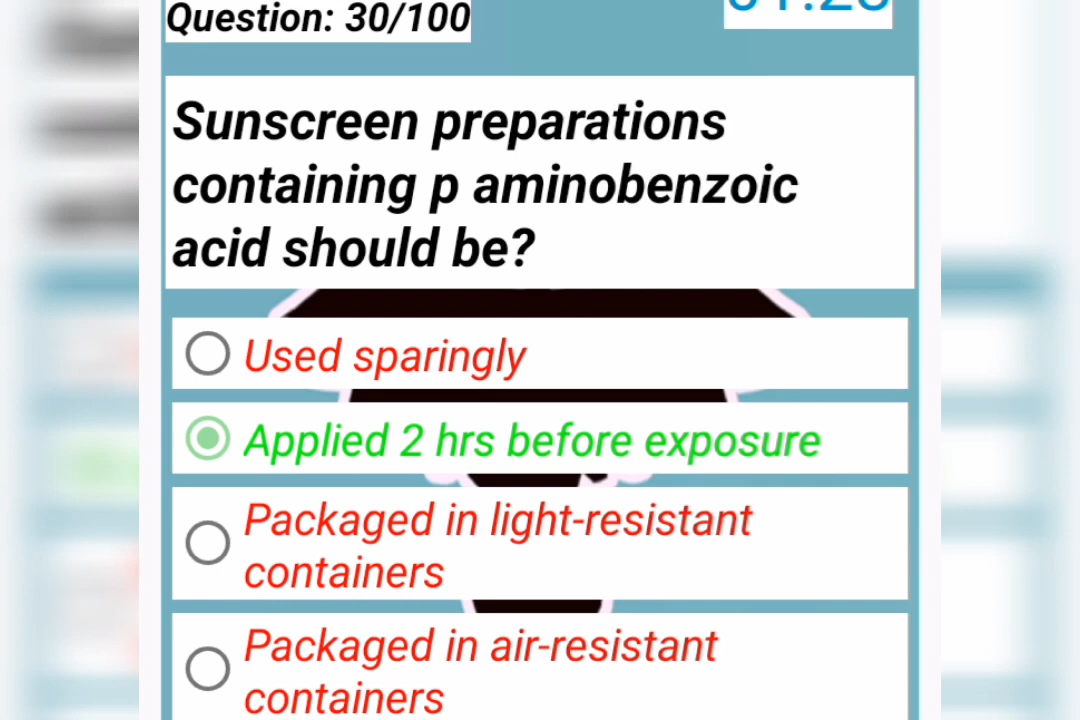 Question: 30/100
Sunscreen preparations
containing p aminobenzoic
acid should be?
Used sparingly
Applied 2 hrs before exposure
Packaged in light-resistant
containers
Packaged in air-resistant
containers